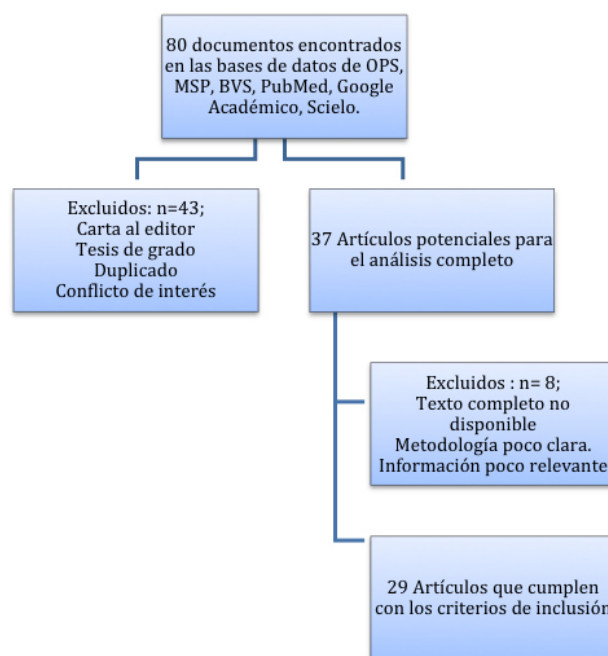 80 documentos encontrados
en las bases de datos de OPS,
MSP, BVS, PubMed, Google
Académico, Scielo.
Excluidos: n=43;
Carta al editor
Tesis de grado
Duplicado
Conflicto de interés
37 Artículos potenciales para
el análisis completo
Excluidos : n= 8;
Texto completo no
disponible
Metodología poco clara.
Información poco relevante
29 Artículos que cumplen
con los criterios de inclusión